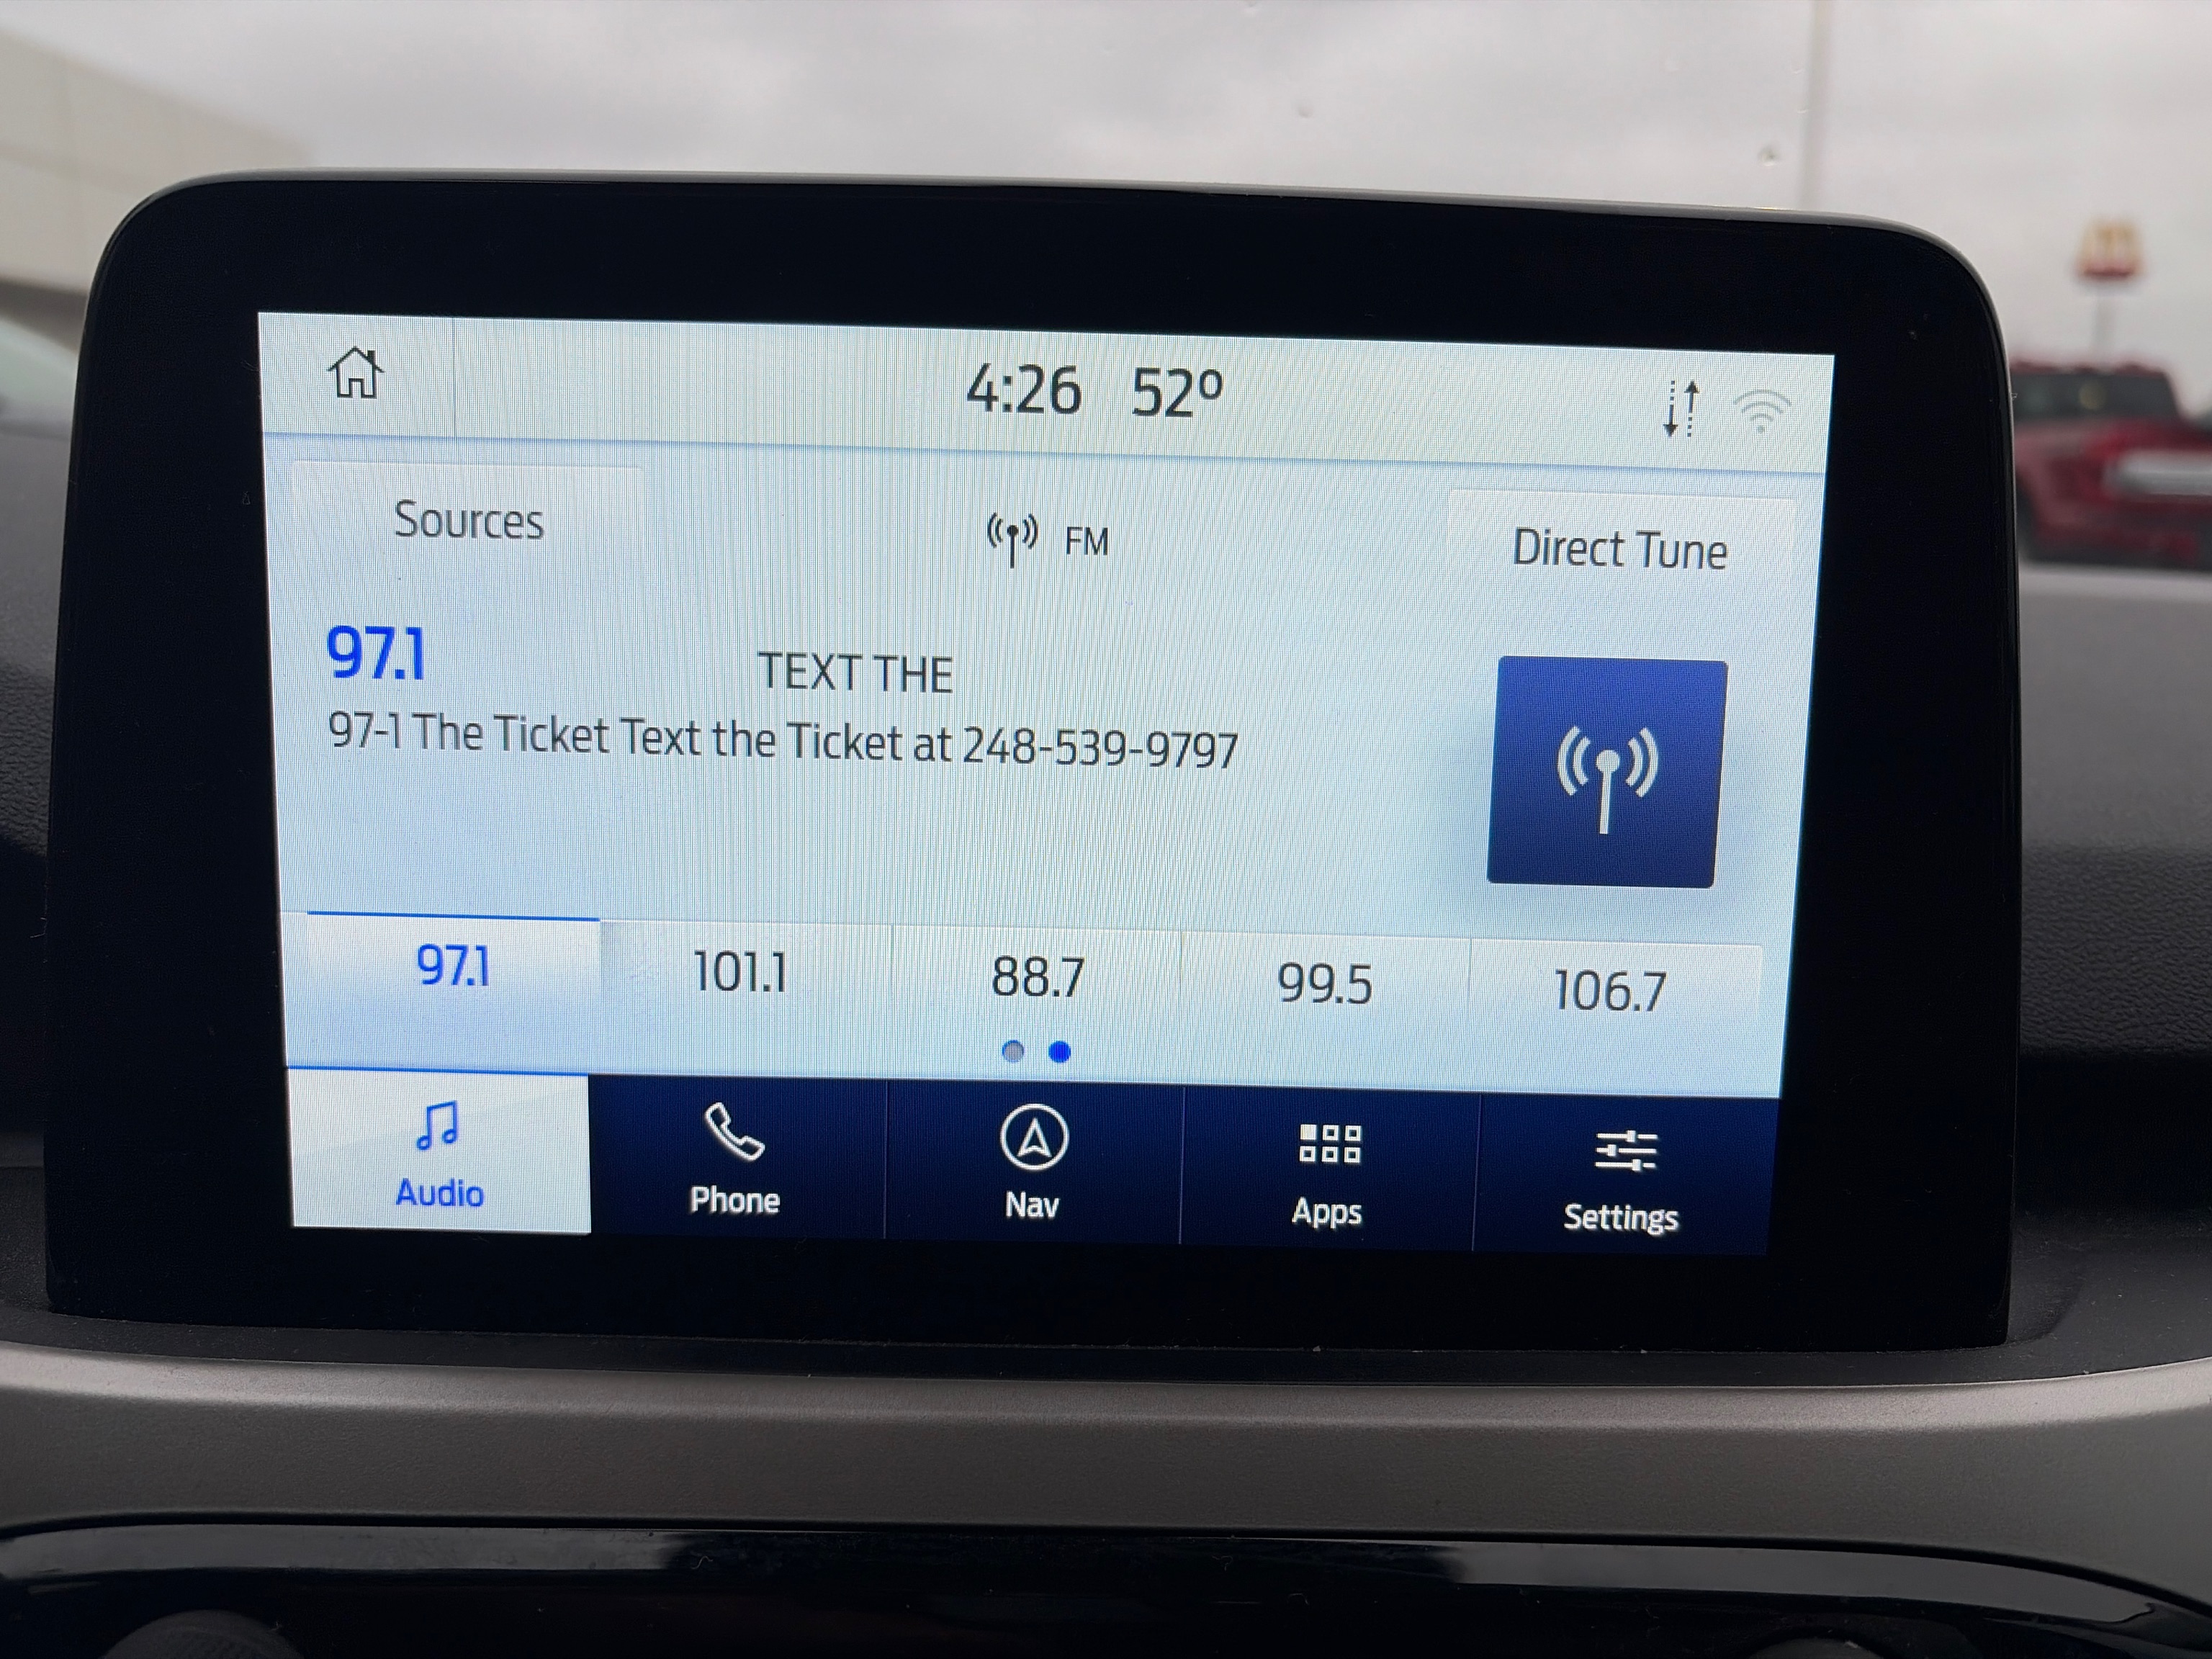 4:26 52º
Sources
FM
Direct Tune
97.1
TEXT THE
97-1 The Ticket Text the Ticket at 248-539-9797
97.1 101.1 88.7 99.5 106.7
Audio Phone Nav Apps Settings